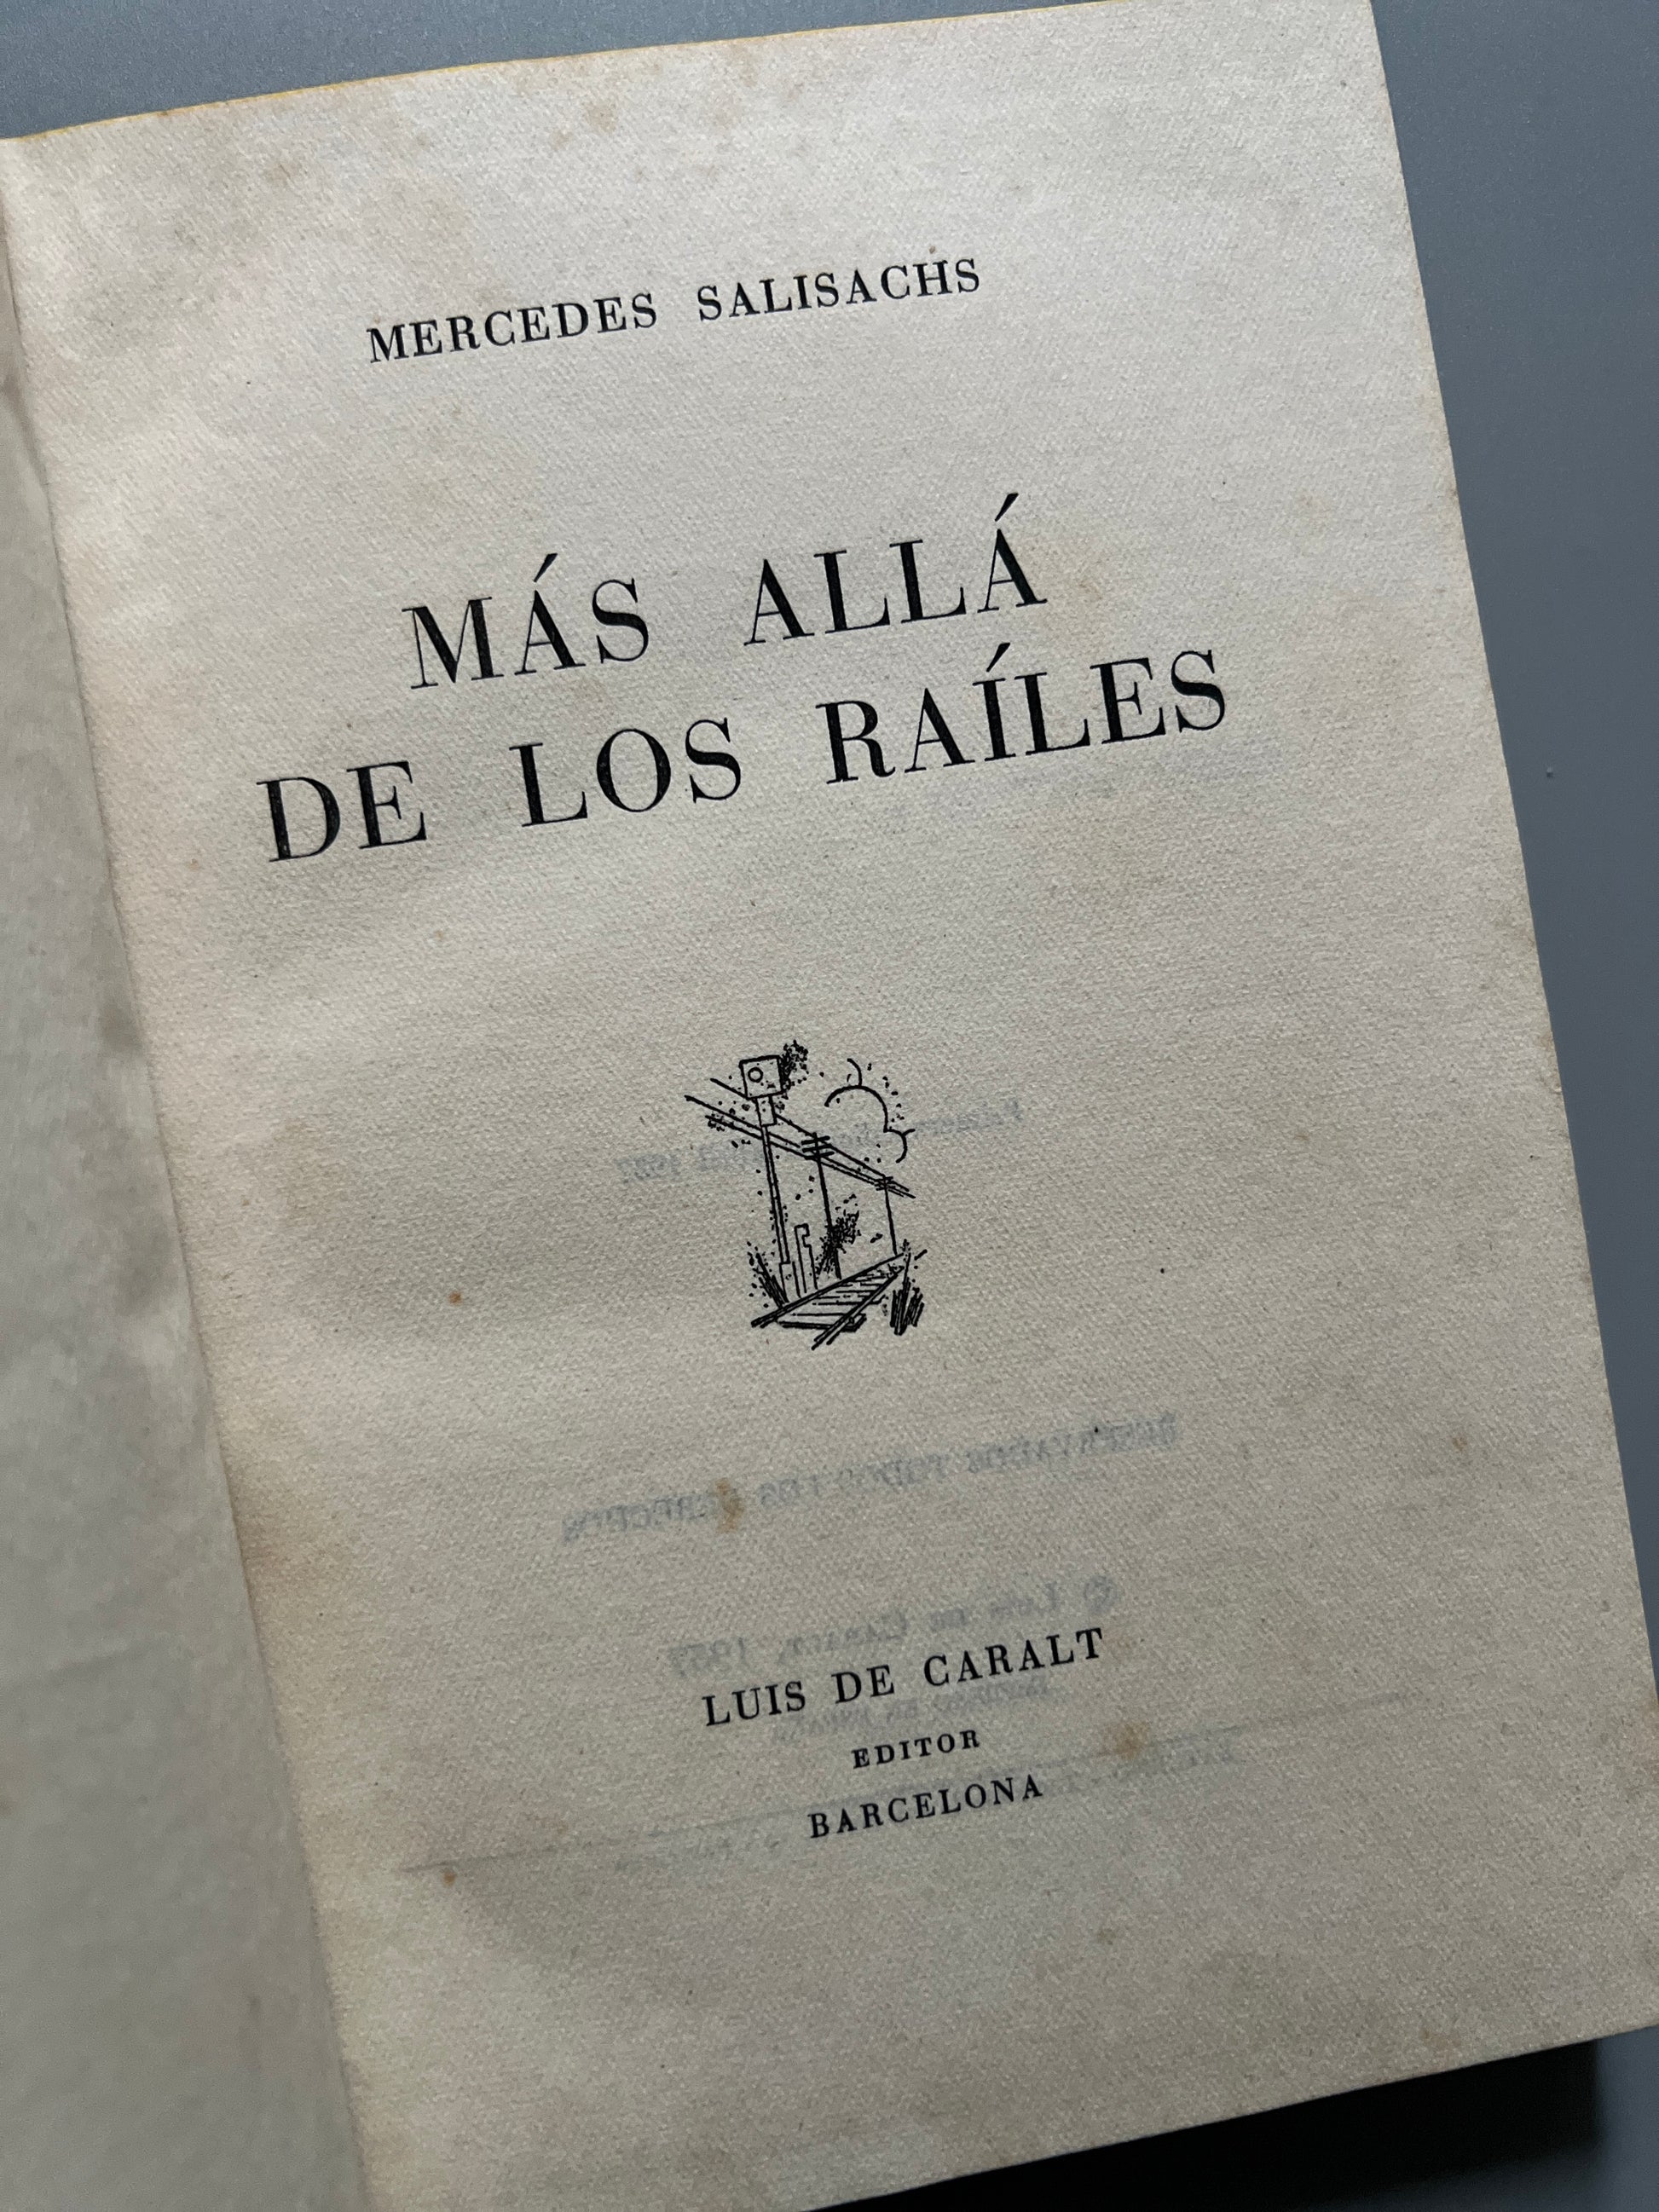 MERCEDES SALISACHS
MÁS ALLÁ
DE LOS RAÍLES
LUIS DE CARALT
EDITOR
BARCELONA